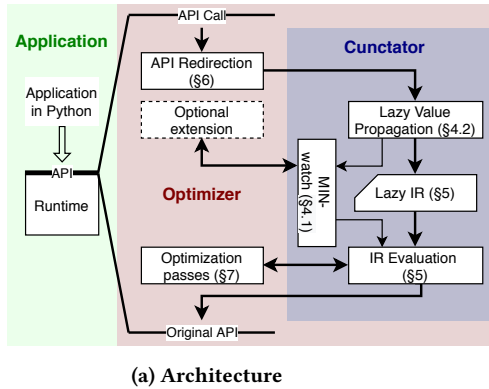 API Call
Application
Cunctator
API Redirection
(§6)
Application
in Python
Optional
extension
Lazy Value
Propagation (§4.2)
API
MIN-
watch (§4.1)
Optimizer
Lazy IR (§5)
Runtime
Optimization
passes (§7)
IR Evaluation
(§5)
Original API
(a) Architecture